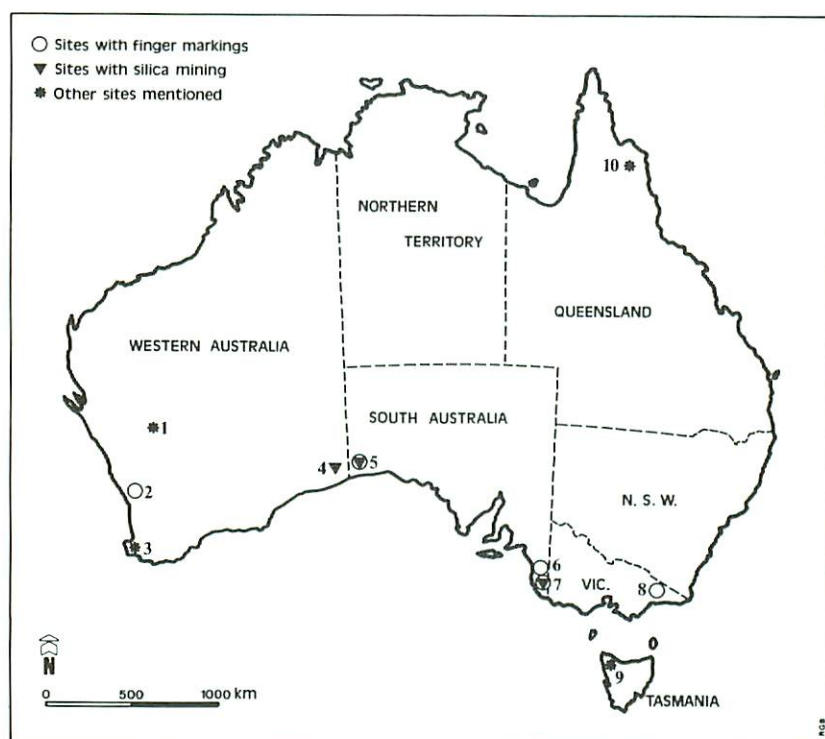 Sites with finger markings
Sites with silica mining
Other sites mentioned
10
NORTHERN
TERRITORY
QUEENSLAND
WESTERN AUSTRALIA
SOUTH AUSTRALIA
1
4
5
2
N. S. W.
3
6
7
VIC.
8
N
0 500 1000 km
9
TASMANIA
RGB